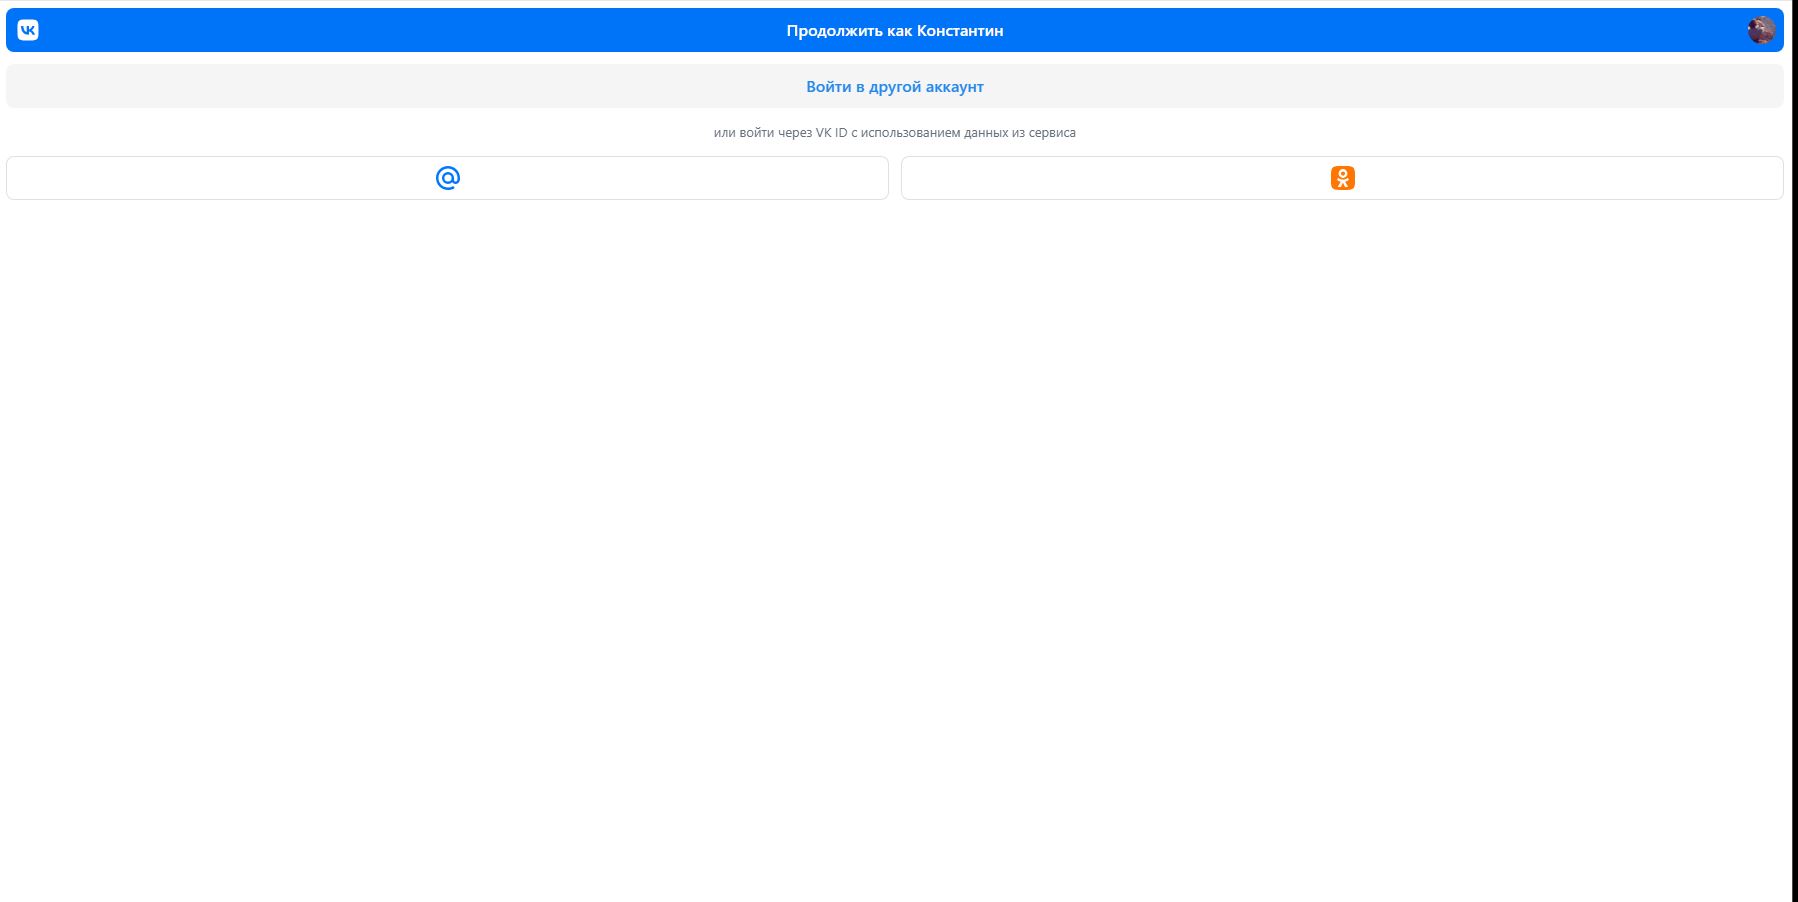 Продолжить как Константин
Войти в другой аккаунт
или войти через VK ID с использованием данных из сервиса